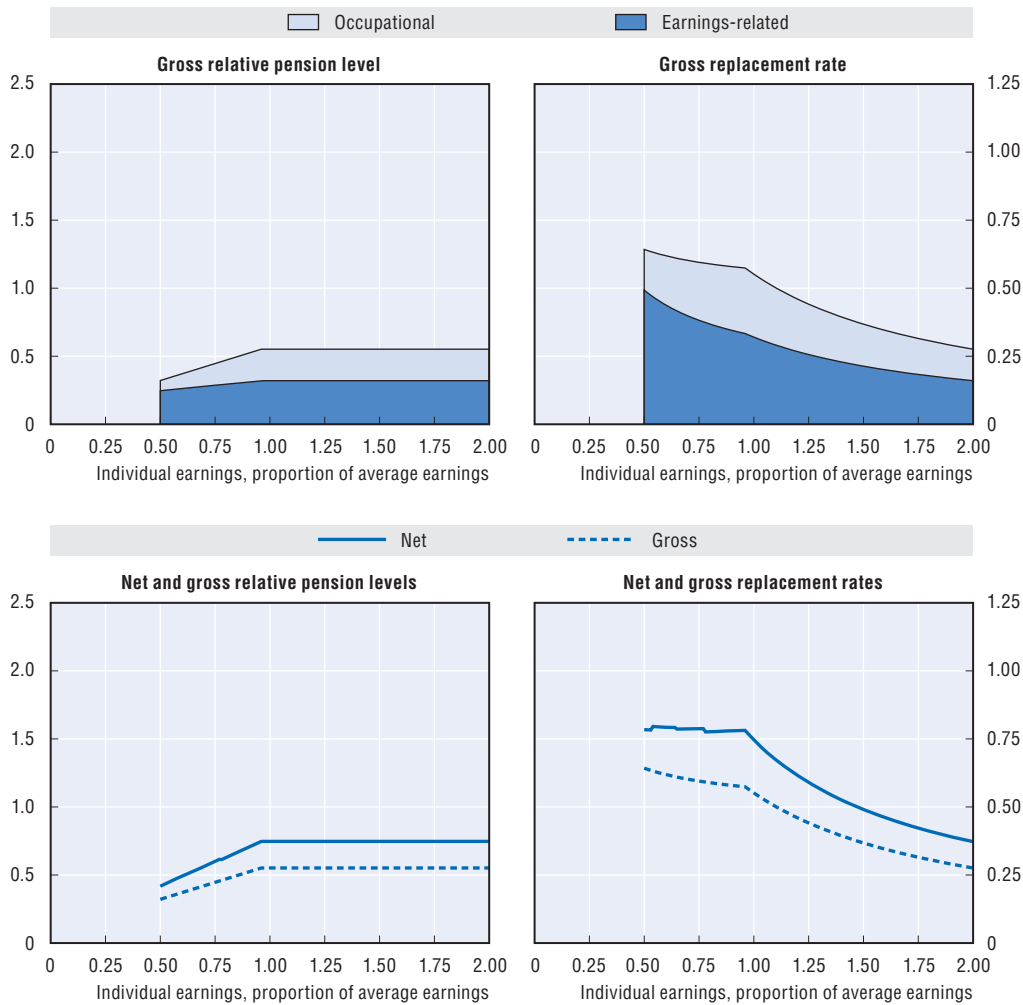 Occupational Earnings-related
Gross relative pension level
2.5
2.0
1.5
1.0
0.5
0
0 0.25 0.50 0.75 1.00 1.25 1.50 1.75 2.00
Individual earnings, proportion of average earnings
Gross replacement rate
1.25
1.00
0.75
0.50
0.25
0
0 0.25 0.50 0.75 1.00 1.25 1.50 1.75 2.00
Individual earnings, proportion of average earnings
Net Gross
Net and gross relative pension levels
2.5
2.0
1.5
1.0
0.5
0
0 0.25 0.50 0.75 1.00 1.25 1.50 1.75 2.00
Individual earnings, proportion of average earnings
Net and gross replacement rates
1.25
1.00
0.75
0.50
0.25
0
0 0.25 0.50 0.75 1.00 1.25 1.50 1.75 2.00
Individual earnings, proportion of average earnings